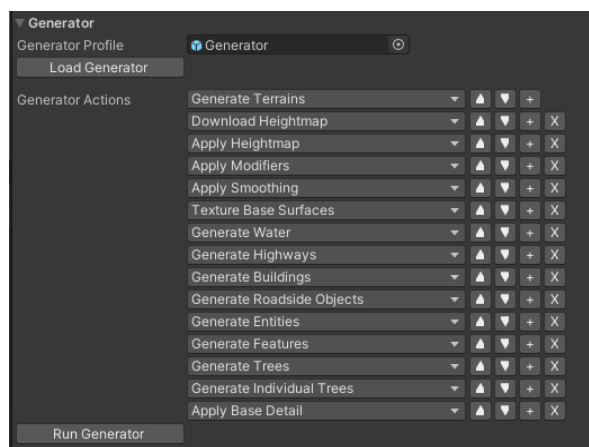 Generator
Generator Profile Generator
Load Generator
Generator Actions Generate Terrains +
Download Heightmap + X
Apply Heightmap + X
Apply Modifiers + X
Apply Smoothing + X
Texture Base Surfaces + X
Generate Water + X
Generate Highways + X
Generate Buildings + X
Generate Roadside Objects + X
Generate Entities + X
Generate Features + X
Generate Trees + X
Generate Individual Trees + X
Apply Base Detail + X
Run Generator